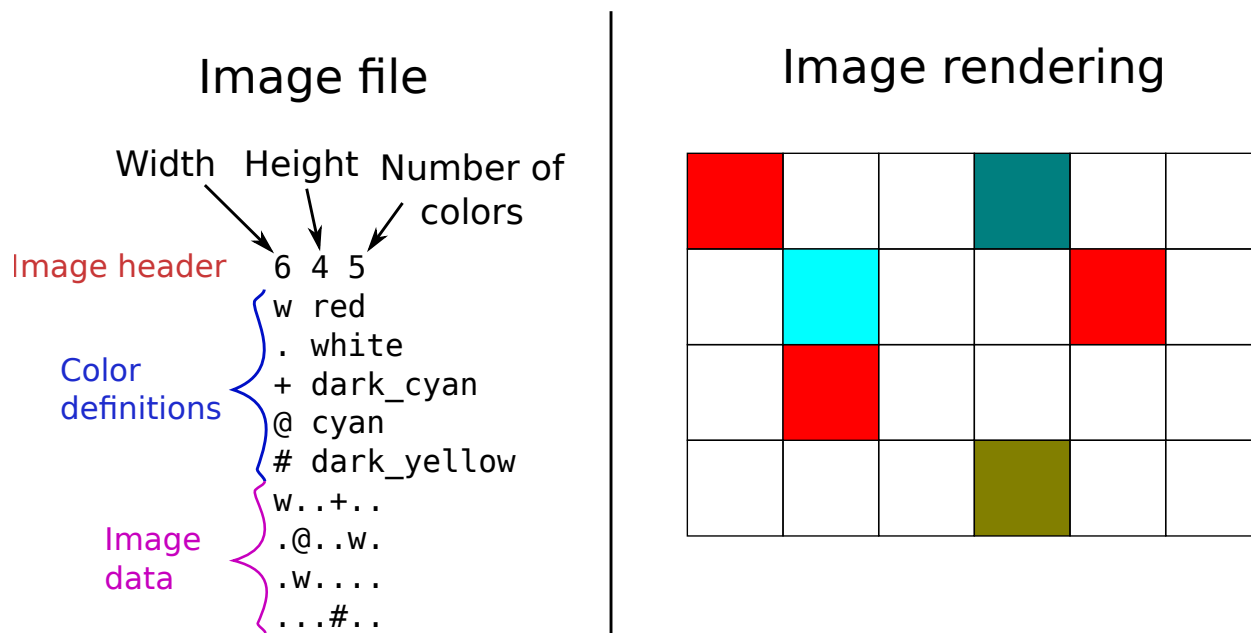 Image file
Image rendering
Width
Height
Number of
colors
Image header
6 4 5
w red
. white
+ dark_cyan
@ cyan
# dark_yellow
Color
definitions
w..+..
.@..w.
.w....
...#..
Image
data